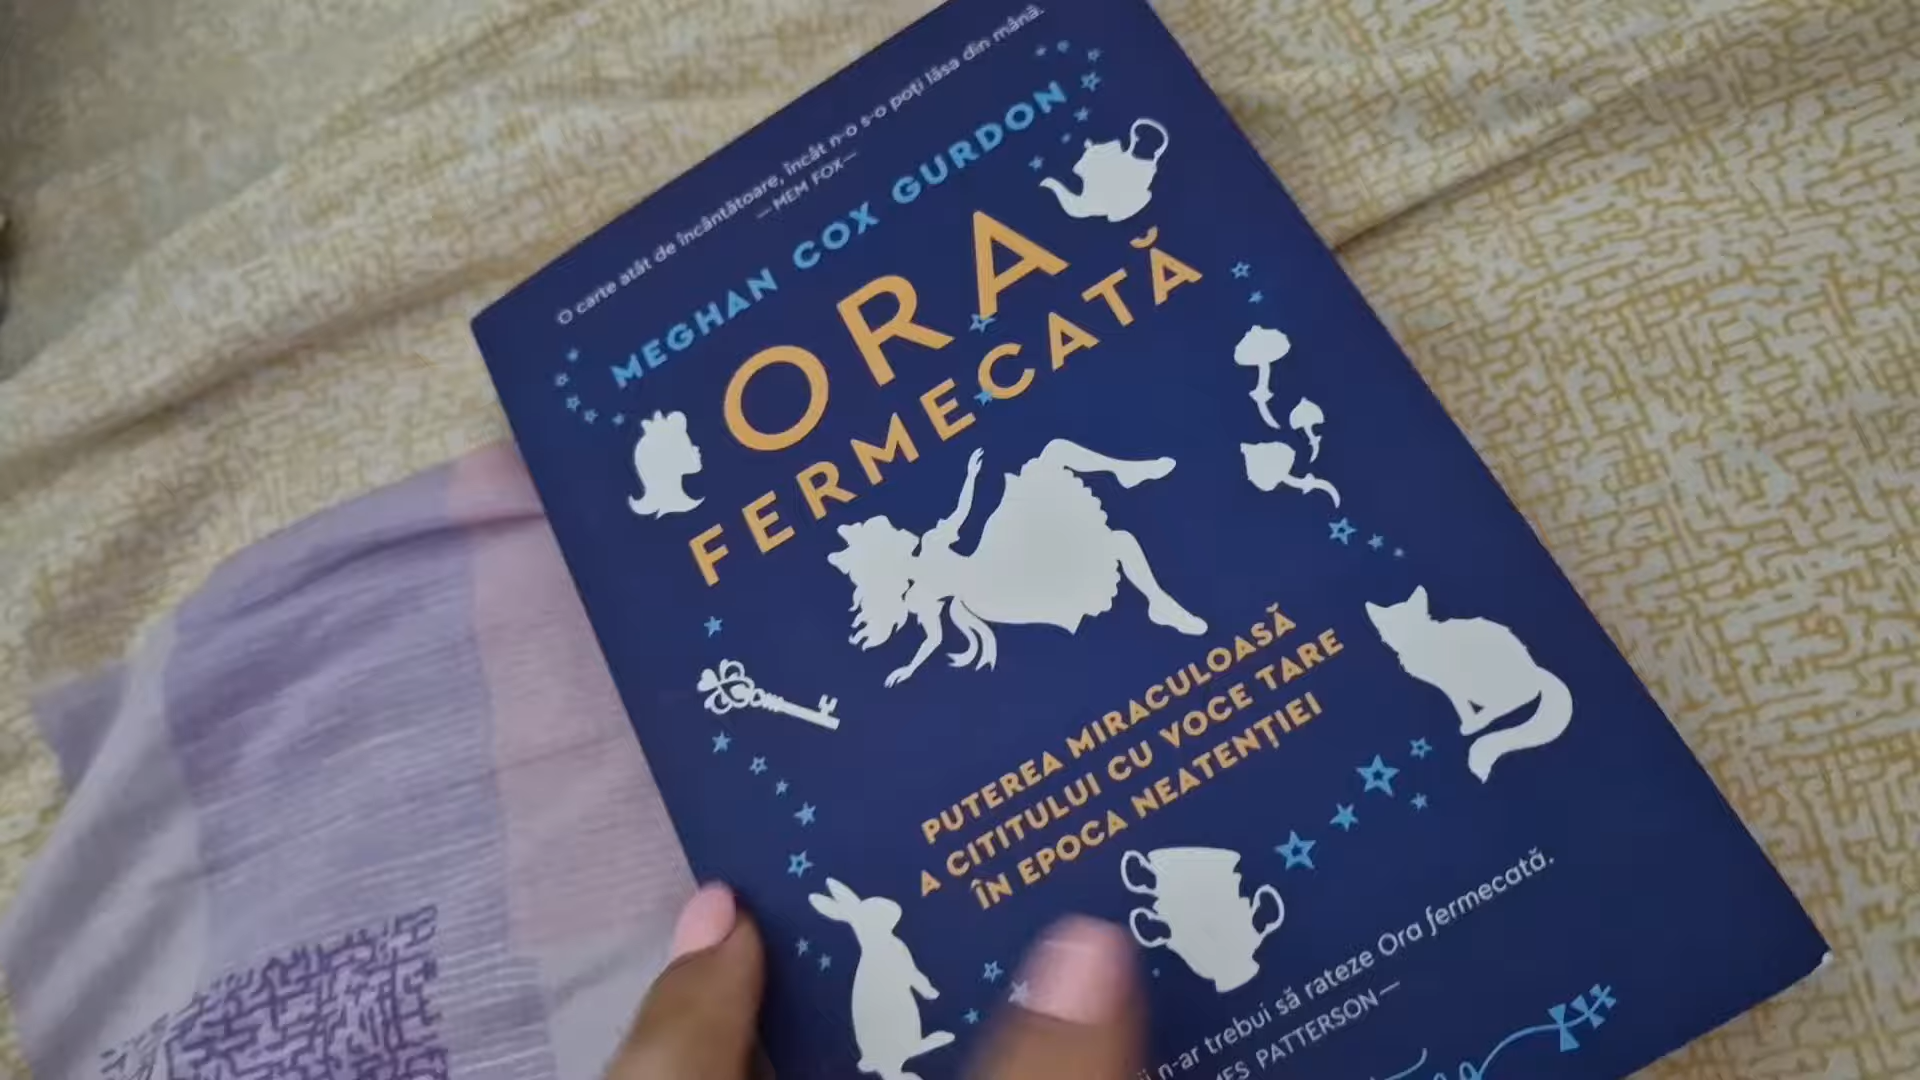 O carte atât de încântătoare, încât n-o s-o poți lăsa din mână.
— MEM FOX —
MEGHAN COX GURDON
ORA
FERMECATĂ
PUTEREA MIRACULOASĂ
A CITITULUI CU VOCE TARE
ÎN EPOCA NEATENȚIEI
n-ar trebui să rateze Ora fermecată.
PATTERSON —